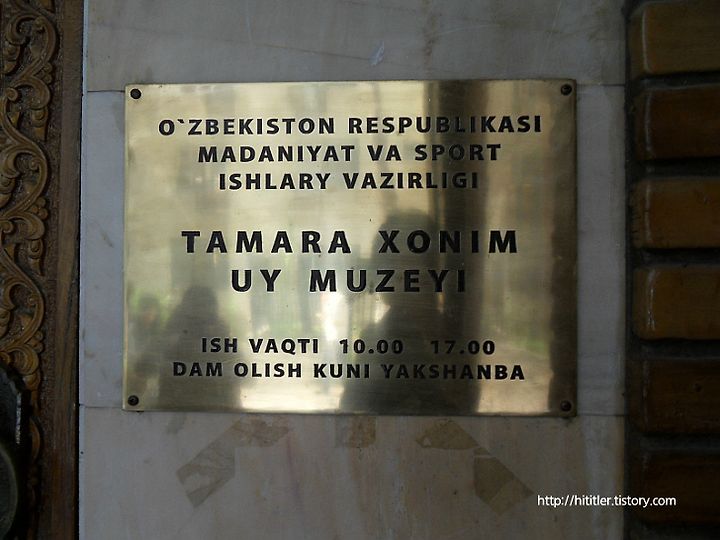 O`ZBEKISTON RESPUBLIKASI
MADANIYAT VA SPORT
ISHLARY VAZIRLIGI
TAMARA XONIM
UY MUZEYI
ISH VAQTI 10.00 17.00
DAM OLISH KUNI YAKSHANBA
http://hititler.tistory.com